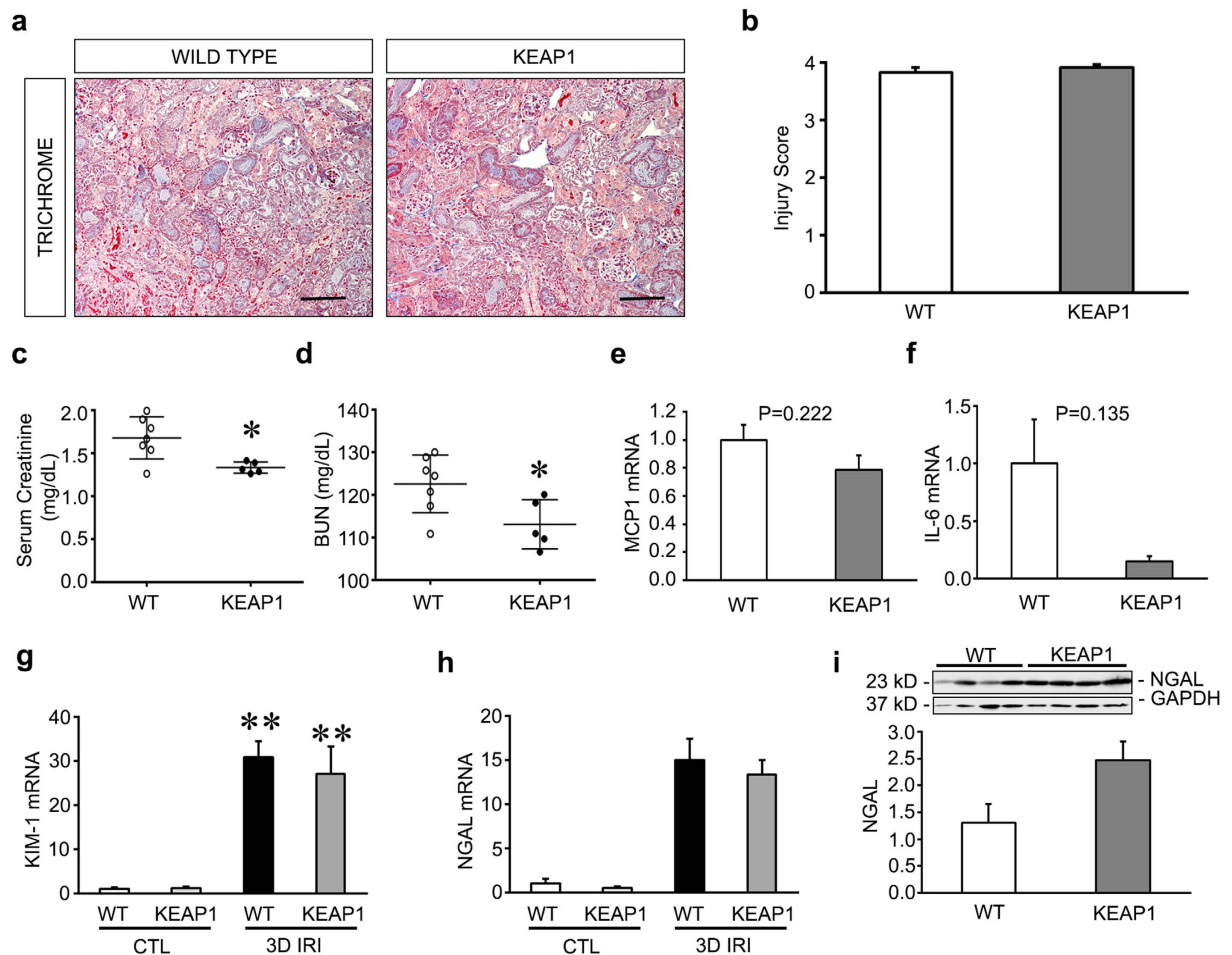 a
WILD TYPE
KEAP1
TRICHROME
b
Injury Score
4
3
2
1
0
WT
KEAP1
c
Serum Creatinine
(mg/dL)
2.0
1.5
1.0
0.5
0.0
*
WT
KEAP1
d
BUN (mg/dL)
140
130
120
110
100
*
WT
KEAP1
e
MCP1 mRNA
P=0.222
1.2
1.0
0.8
0.6
0.4
0.2
0.0
WT
KEAP1
f
IL-6 mRNA
P=0.135
1.5
1.0
0.5
0.0
WT
KEAP1
g
KIM-1 mRNA
40
30
20
10
0
**
**
WT
KEAP1
WT
KEAP1
CTL
3D IRI
h
NGAL mRNA
20
15
10
5
0
WT
KEAP1
WT
KEAP1
CTL
3D IRI
i
WT
KEAP1
23 kD -
- NGAL
37 kD -
- GAPDH
NGAL
3.0
2.5
2.0
1.5
1.0
0.5
0.0
WT
KEAP1